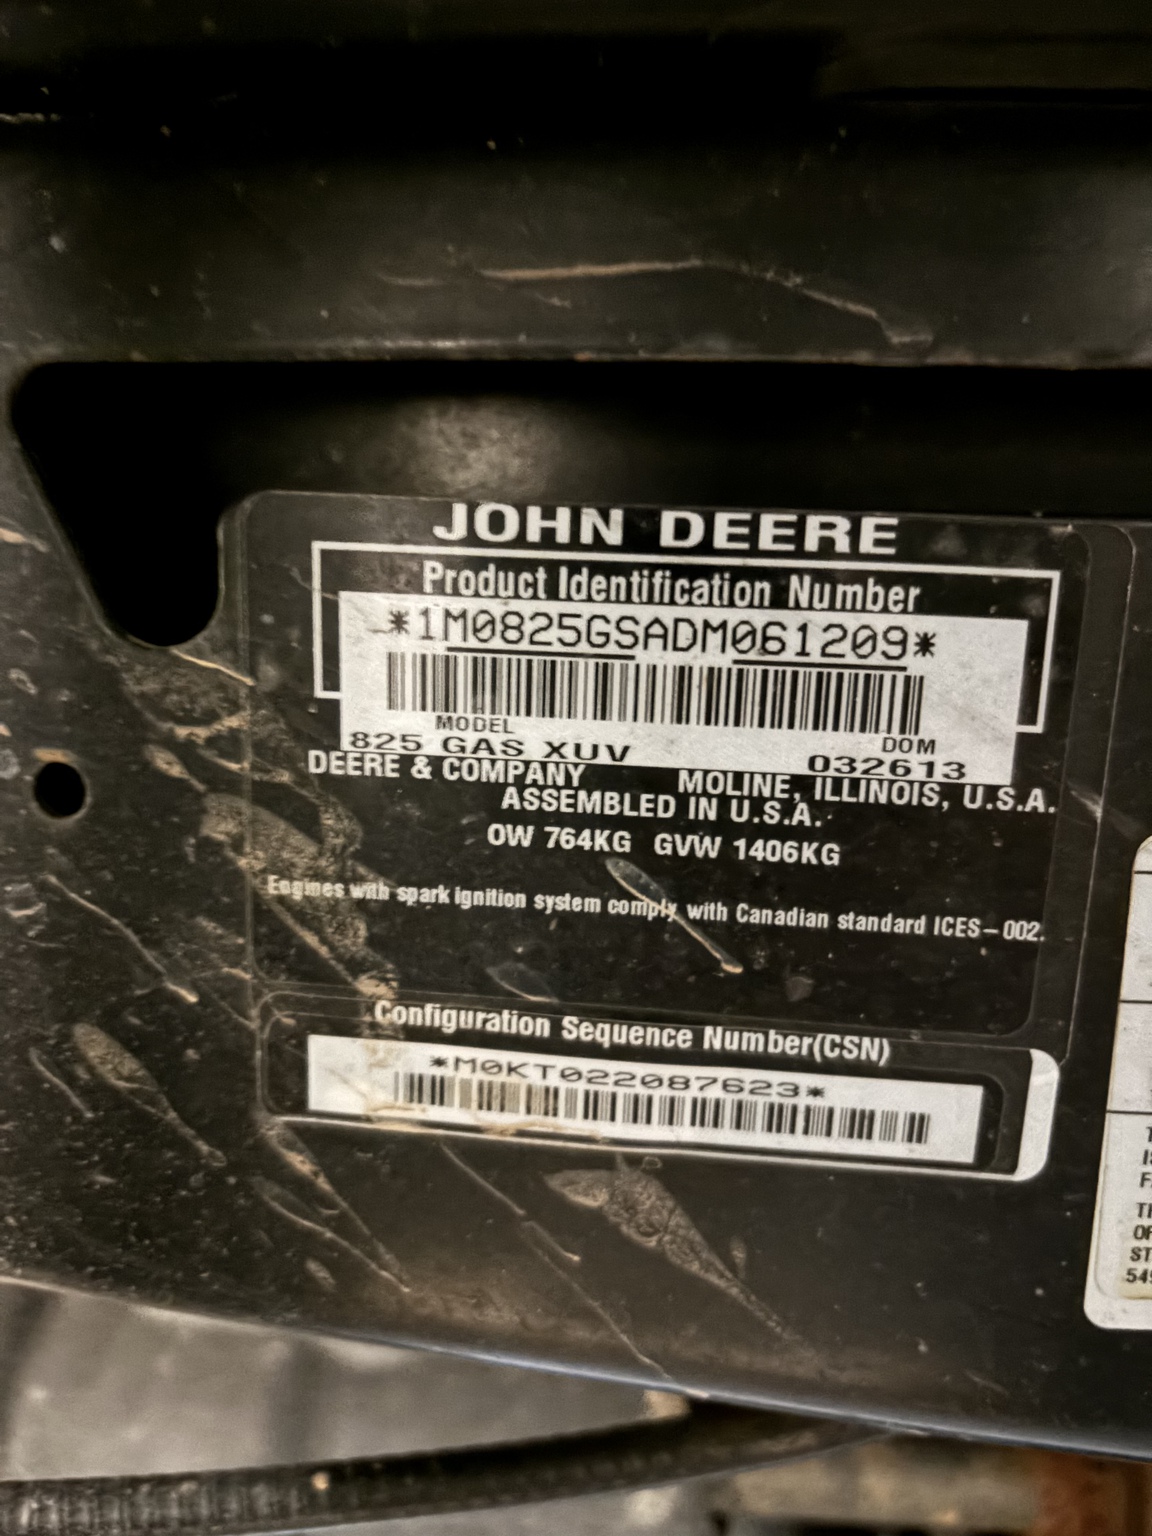 JOHN DEERE
Product Identification Number
*1M0825GSADM061209*
MODEL
DOM
825 GAS XUV
032613
DEERE & COMPANY MOLINE, ILLINOIS, U.S.A.
ASSEMBLED IN U.S.A.
OW 764KG GVW 1406KG
Engines with spark ignition system comply with Canadian standard ICES-002.
Configuration Sequence Number(CSN)
*M0KT022087623*